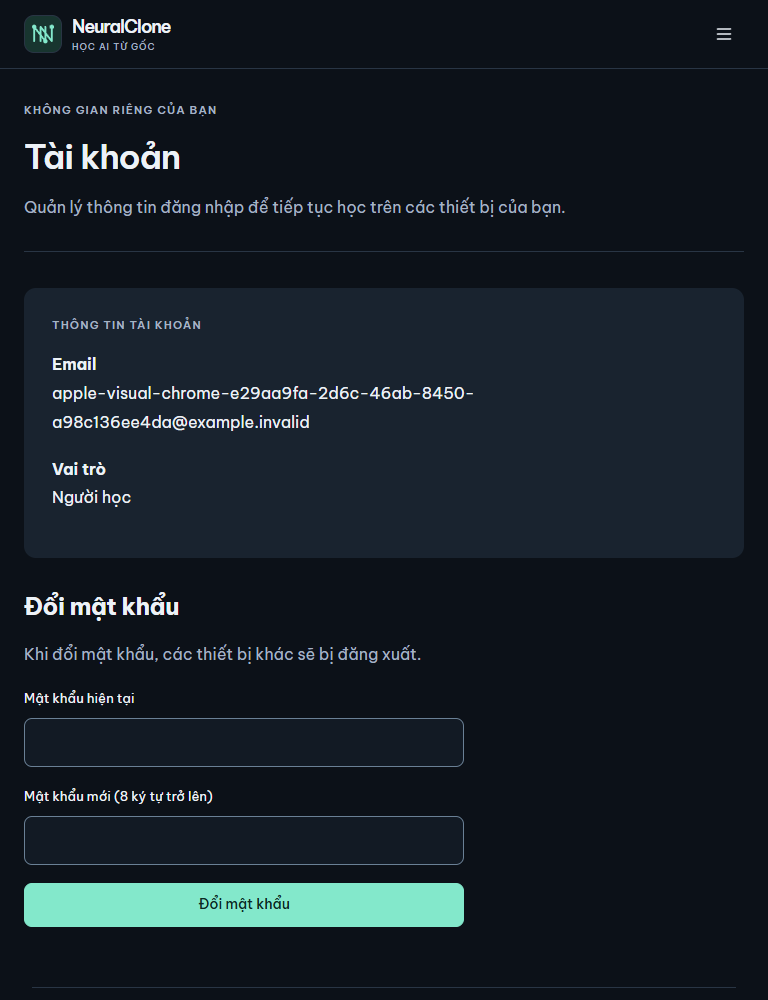 NeuralClone
HỌC AI TỪ GỐC
KHÔNG GIAN RIÊNG CỦA BẠN
Tài khoản
Quản lý thông tin đăng nhập để tiếp tục học trên các thiết bị của bạn.
THÔNG TIN TÀI KHOẢN
Email
apple-visual-chrome-e29aa9fa-2d6c-46ab-8450-
a98c136ee4da@example.invalid
Vai trò
Người học
Đổi mật khẩu
Khi đổi mật khẩu, các thiết bị khác sẽ bị đăng xuất.
Mật khẩu hiện tại
Mật khẩu mới (8 ký tự trở lên)
Đổi mật khẩu